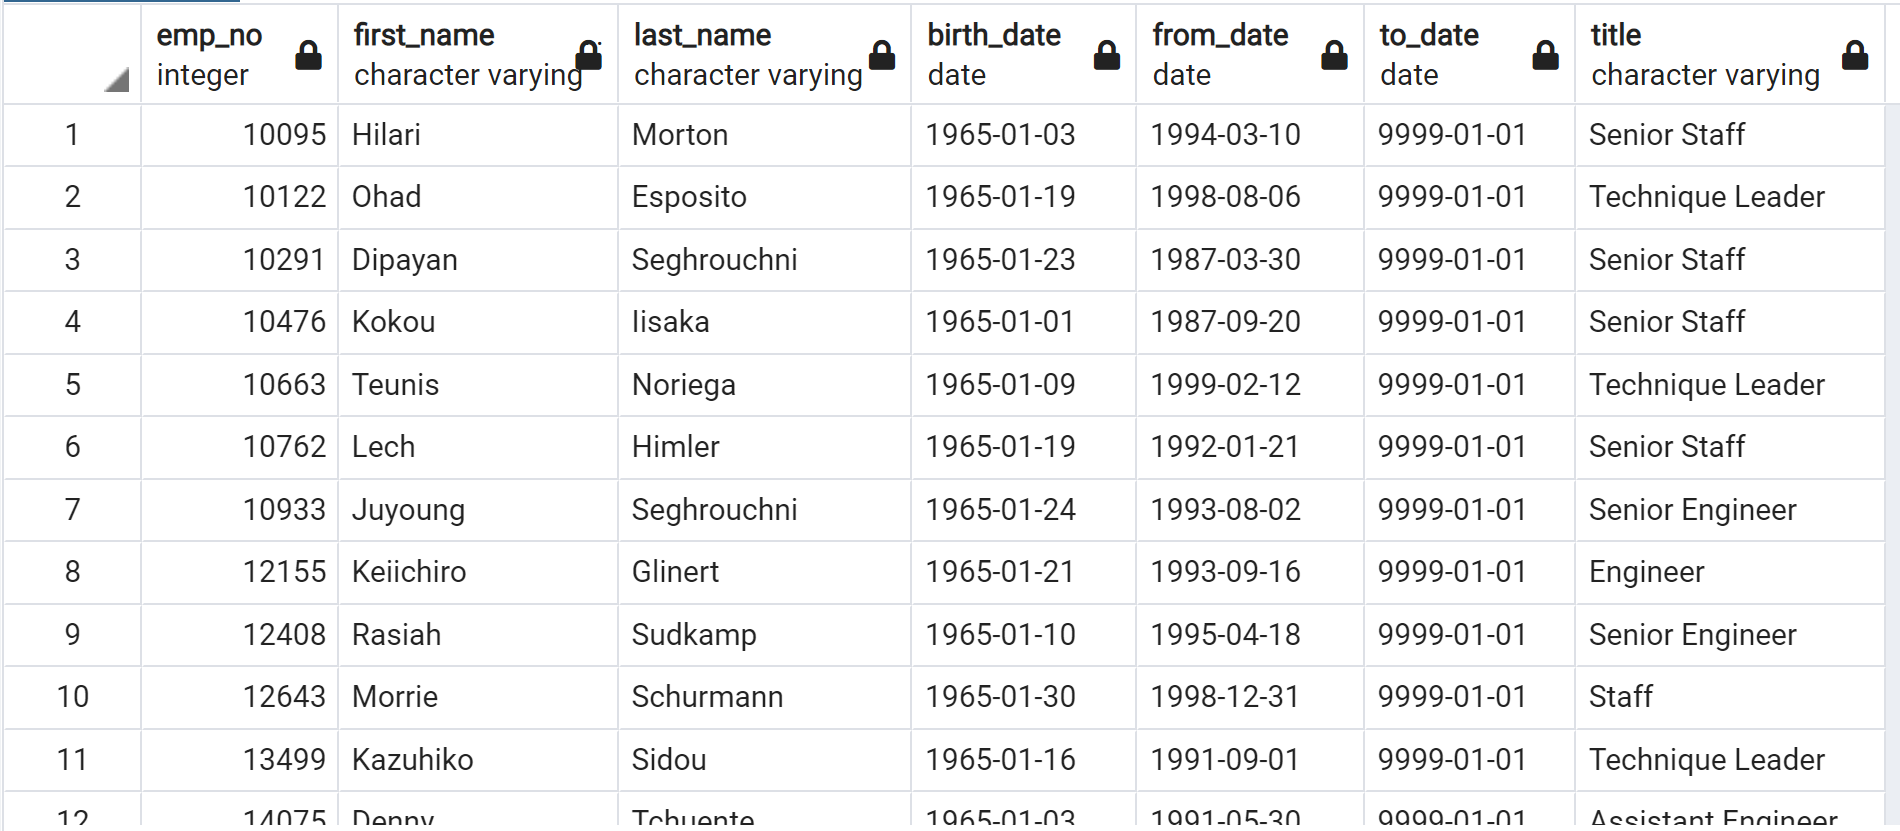 emp_no first_name last_name birth_date from_date to_date title
integer character varying character varying date date date character varying
1 10095 Hilari Morton 1965-01-03 1994-03-10 9999-01-01 Senior Staff
2 10122 Ohad Esposito 1965-01-19 1998-08-06 9999-01-01 Technique Leader
3 10291 Dipayan Seghrouchni 1965-01-23 1987-03-30 9999-01-01 Senior Staff
4 10476 Kokou Iisaka 1965-01-01 1987-09-20 9999-01-01 Senior Staff
5 10663 Teunis Noriega 1965-01-09 1999-02-12 9999-01-01 Technique Leader
6 10762 Lech Himler 1965-01-19 1992-01-21 9999-01-01 Senior Staff
7 10933 Juyoung Seghrouchni 1965-01-24 1993-08-02 9999-01-01 Senior Engineer
8 12155 Keiichiro Glinert 1965-01-21 1993-09-16 9999-01-01 Engineer
9 12408 Rasiah Sudkamp 1965-01-10 1995-04-18 9999-01-01 Senior Engineer
10 12643 Morrie Schurmann 1965-01-30 1998-12-31 9999-01-01 Staff
11 13499 Kazuhiko Sidou 1965-01-16 1991-09-01 9999-01-01 Technique Leader
12 14075 Denny Tchuente 1965-01-03 1991-05-30 9999-01-01 Assistant Engineer